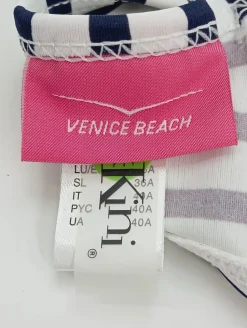 VENICE BEACH
LU/E
SL 36A
IT
PYC 40A
UA 40A
Kini
®